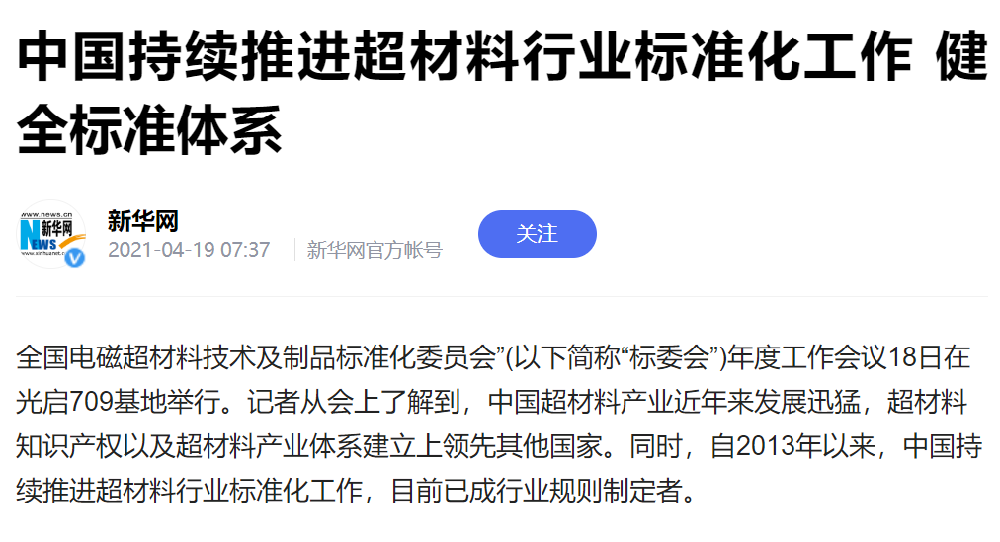 中国持续推进超材料行业标准化工作 健
全标准体系
www.news.cn
新华网
NEWS
www.xinhuanet.c
新华网
2021-04-19 07:37
新华网官方帐号
关注
全国电磁超材料技术及制品标准化委员会”(以下简称“标委会”)年度工作会议18日在
光启709基地举行。记者从会上了解到，中国超材料产业近年来发展迅猛，超材料
知识产权以及超材料产业体系建立上领先其他国家。同时，自2013年以来，中国持
续推进超材料行业标准化工作，目前已成行业规则制定者。